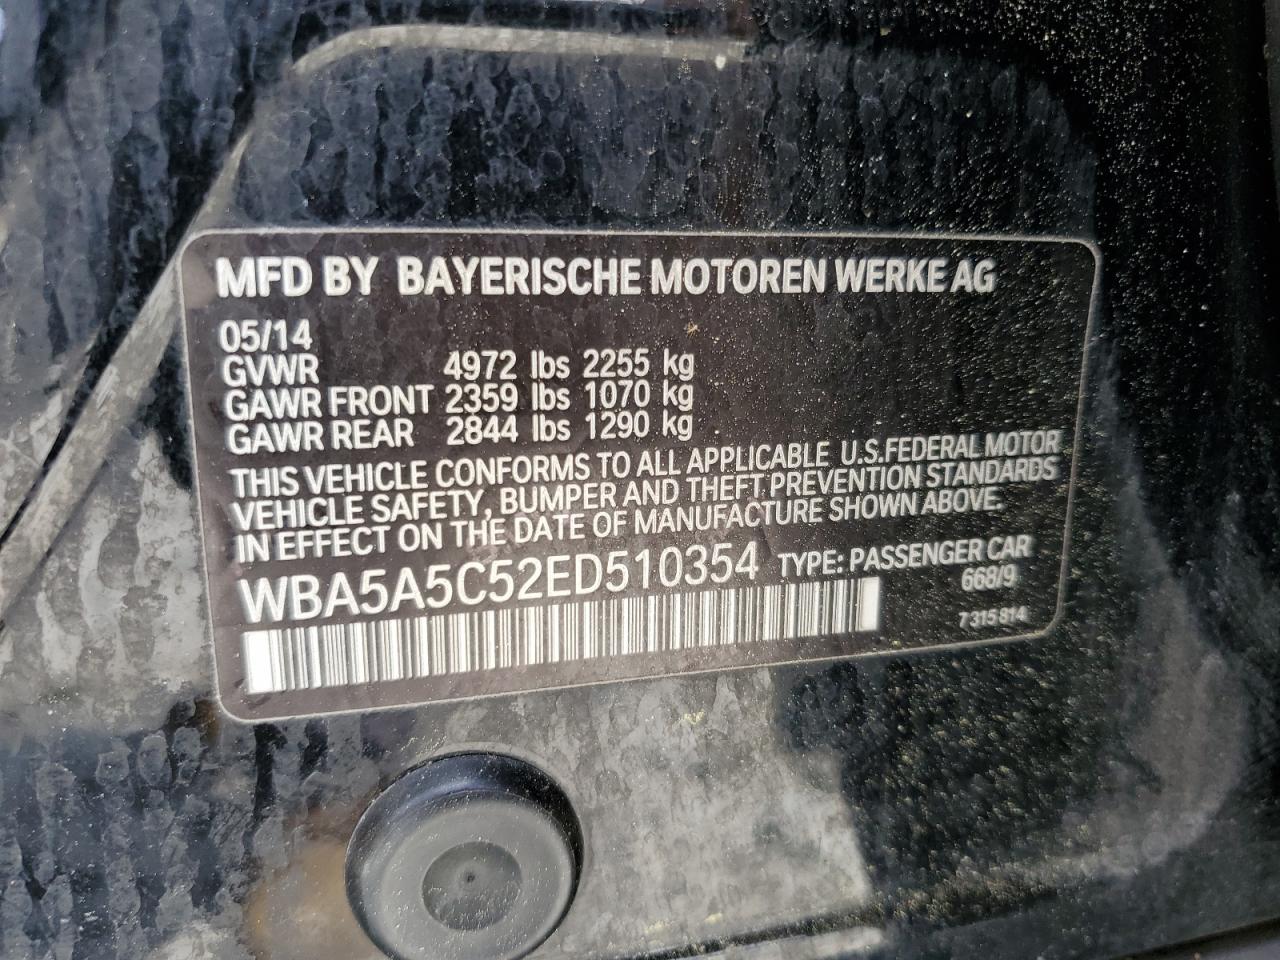 MFD BY BAYERISCHE MOTOREN WERKE AG
05/14
GVWR 4972 lbs 2255 kg
GAWR FRONT 2359 lbs 1070 kg
GAWR REAR 2844 lbs 1290 kg
THIS VEHICLE CONFORMS TO ALL APPLICABLE U.S.FEDERAL MOTOR
VEHICLE SAFETY, BUMPER AND THEFT PREVENTION STANDARDS
IN EFFECT ON THE DATE OF MANUFACTURE SHOWN ABOVE.
WBA5A5C52ED510354 TYPE: PASSENGER CAR
668/9
7 315 814